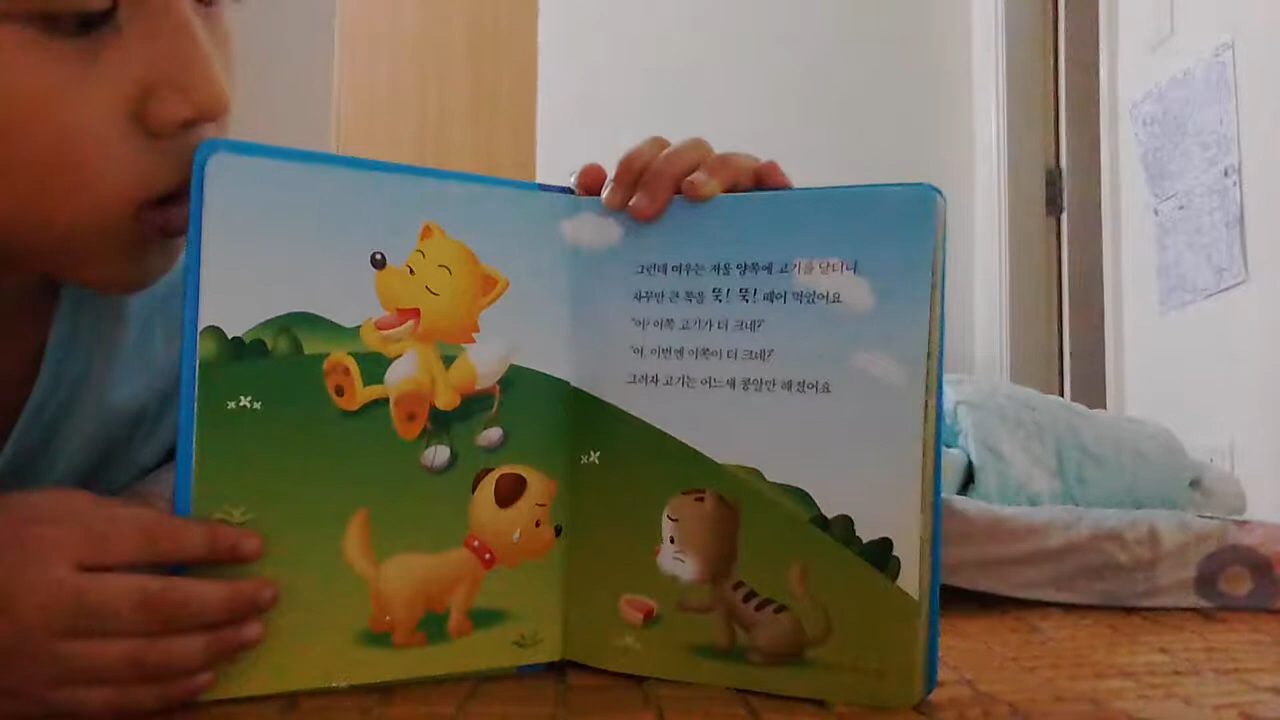 그런데 여우는 저울 양쪽에 고기를 달더니
자꾸만 큰 쪽을 뚝! 뚝! 떼어 먹었어요
"어? 이쪽 고기가 더 크네?"
"어, 이번엔 이쪽이 더 크네?"
그러자 고기는 어느새 콩알만 해졌어요